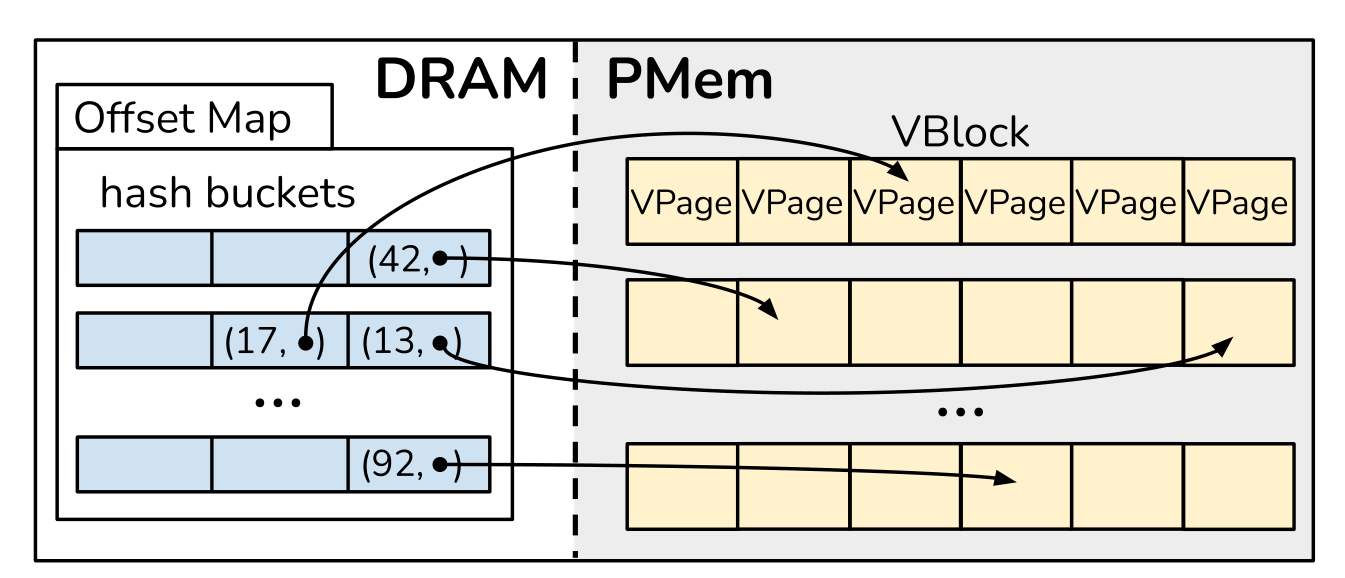 DRAM
PMem
Offset Map
hash buckets
(42, )
(17, ) (13, )
...
(92, )
VBlock
VPage VPage VPage VPage VPage VPage
...